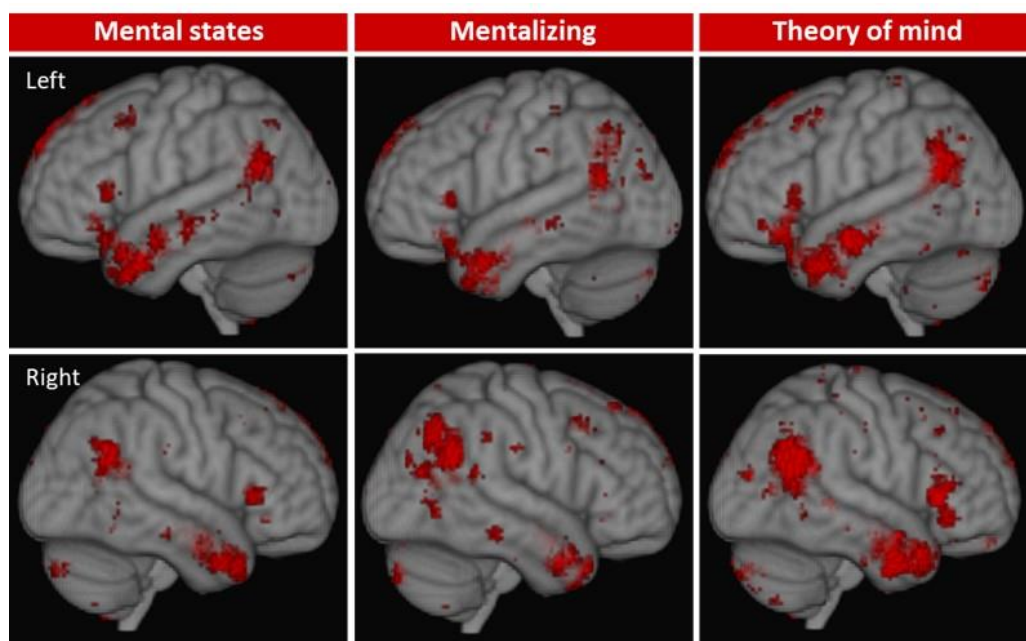 Mental states
Mentalizing
Theory of mind
Left
Right